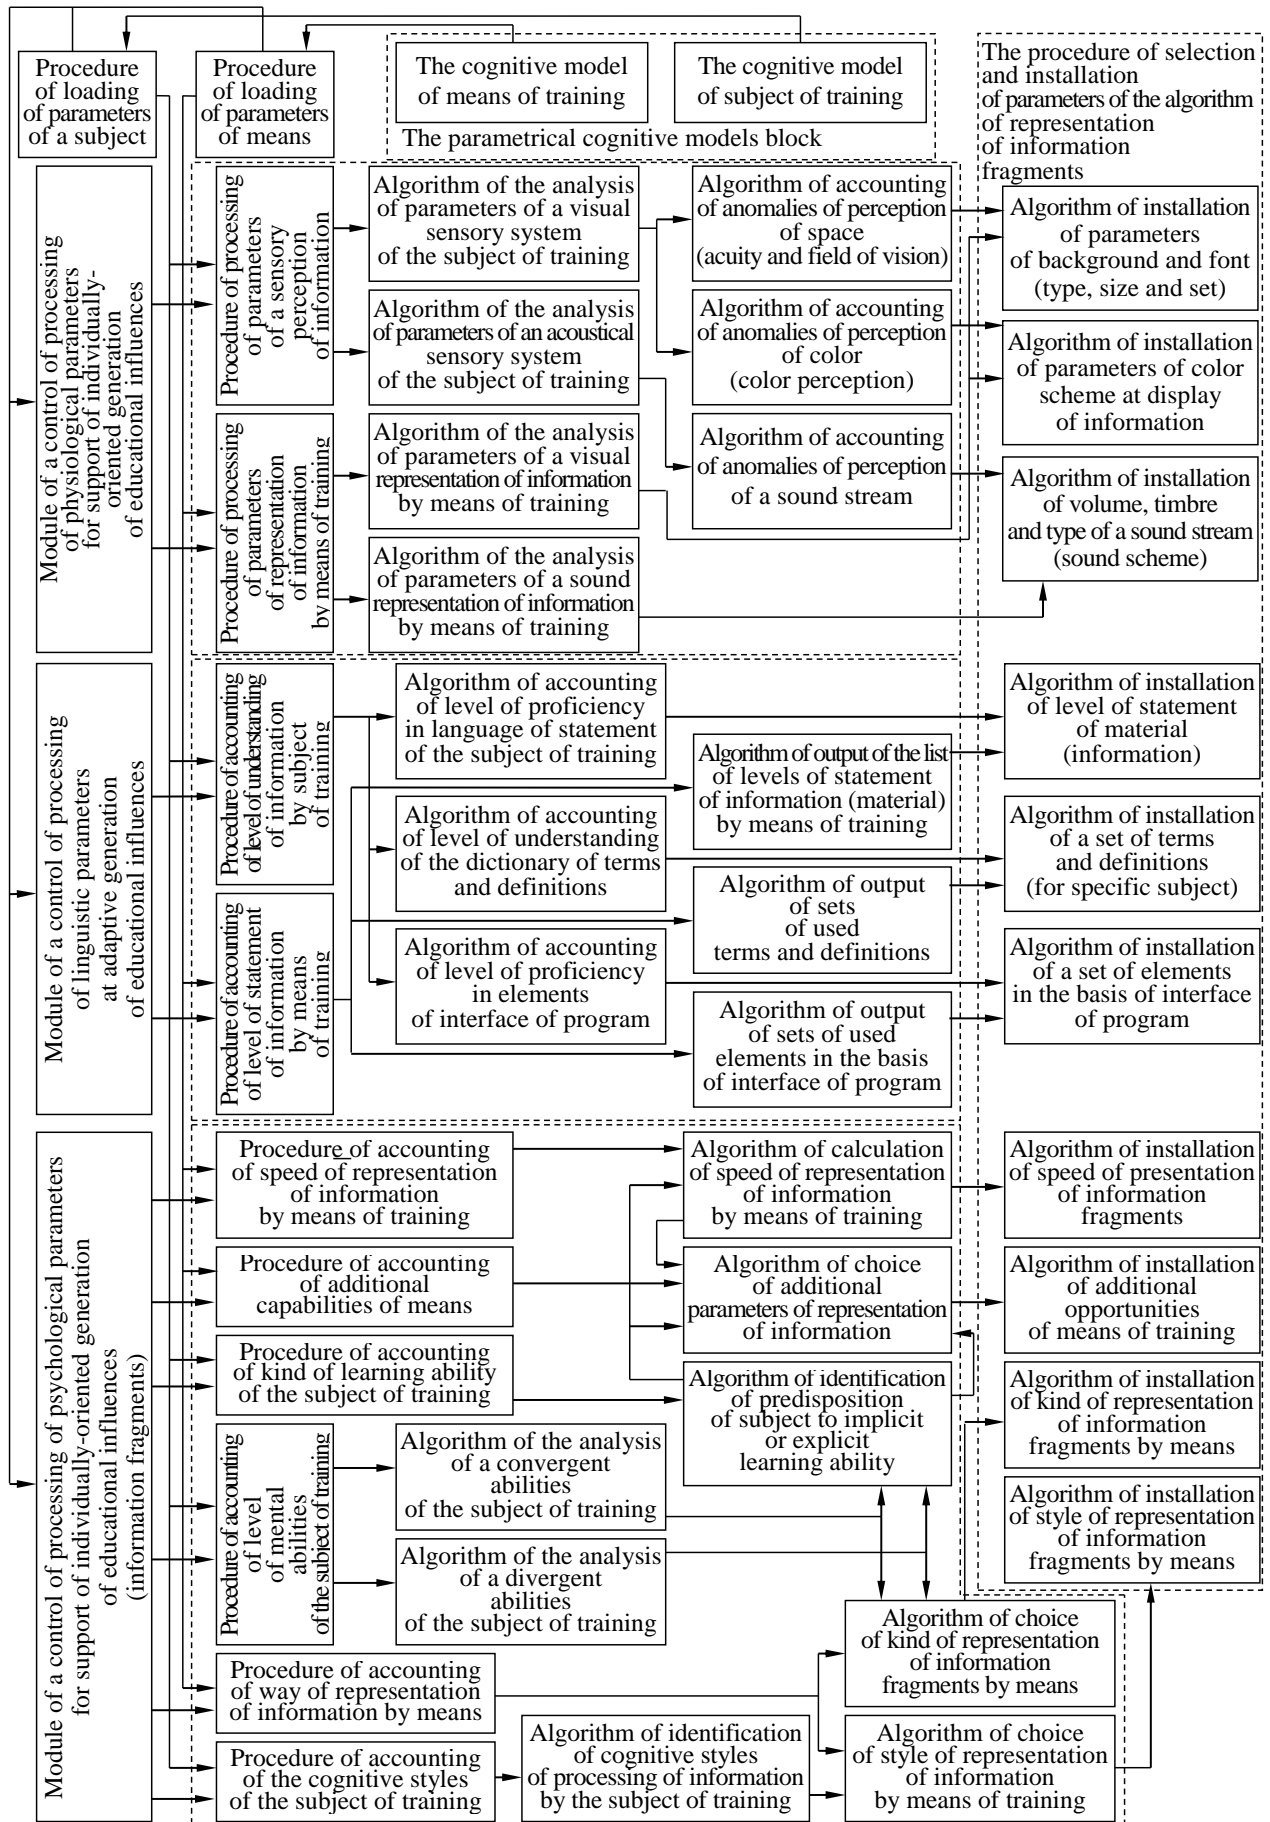 Procedure
of loading
of parameters
of a subject
Procedure
of loading
of parameters
of means
The cognitive model
of means of training
The cognitive model
of subject of training
The parametrical cognitive models block
The procedure of selection
and installation
of parameters of the algorithm
of representation
of information
fragments
Module of a control of processing
of physiological parameters
for support of individually-
oriented generation
of educational influences
Procedure of processing
of parameters
of a sensory
perception
of information
Algorithm of the analysis
of parameters of a visual
sensory system
of the subject of training
Algorithm of accounting
of anomalies of perception
of space
(acuity and field of vision)
Algorithm of installation
of parameters
of background and font
(type, size and set)
Algorithm of the analysis
of parameters of an acoustical
sensory system
of the subject of training
Algorithm of accounting
of anomalies of perception
of color
(color perception)
Algorithm of installation
of parameters of color
scheme at display
of information
Procedure of processing
of parameters
of representation
of information
by means of training
Algorithm of the analysis
of parameters of a visual
representation of information
by means of training
Algorithm of accounting
of anomalies of perception
of a sound stream
Algorithm of installation
of volume, timbre
and type of a sound stream
(sound scheme)
Algorithm of the analysis
of parameters of a sound
representation of information
by means of training
Module of a control of processing
of linguistic parameters
at adaptive generation
of educational influences
Procedure of accounting
of level of understanding
of information
by subject
of training
Algorithm of accounting
of level of proficiency
in language of statement
of the subject of training
Algorithm of output of the list
of levels of statement
of information (material)
by means of training
Algorithm of installation
of level of statement
of material
(information)
Algorithm of accounting
of level of understanding
of the dictionary of terms
and definitions
Algorithm of installation
of a set of terms
and definitions
(for specific subject)
Procedure of accounting
of level of statement
of information
by means
of training
Algorithm of output
of sets
of used
terms and definitions
Algorithm of accounting
of level of proficiency
in elements
of interface of program
Algorithm of installation
of a set of elements
in the basis of interface
of program
Algorithm of output
of sets of used
elements in the basis
of interface of program
Module of a control of processing of psychological parameters
for support of individually-oriented generation
of educational influences
(information fragments)
Procedure of accounting
of speed of representation
of information
by means of training
Algorithm of calculation
of speed of representation
of information
by means of training
Algorithm of installation
of speed of presentation
of information
fragments
Procedure of accounting
of additional
capabilities of means
Algorithm of choice
of additional
parameters of representation
of information
Algorithm of installation
of additional
opportunities
of means of training
Procedure of accounting
of kind of learning ability
of the subject of training
Algorithm of identification
of predisposition
of subject to implicit
or explicit
learning ability
Algorithm of installation
of kind of representation
of information
fragments by means
Procedure of accounting
of level
of mental
abilities
of the subject of training
Algorithm of the analysis
of a convergent
abilities
of the subject of training
Algorithm of installation
of style of representation
of information
fragments by means
Algorithm of the analysis
of a divergent
abilities
of the subject of training
Algorithm of choice
of kind of representation
of information
fragments by means
Procedure of accounting
of way of representation
of information by means
Procedure of accounting
of the cognitive styles
of the subject of training
Algorithm of identification
of cognitive styles
of processing of information
by the subject of training
Algorithm of choice
of style of representation
of information
by means of training